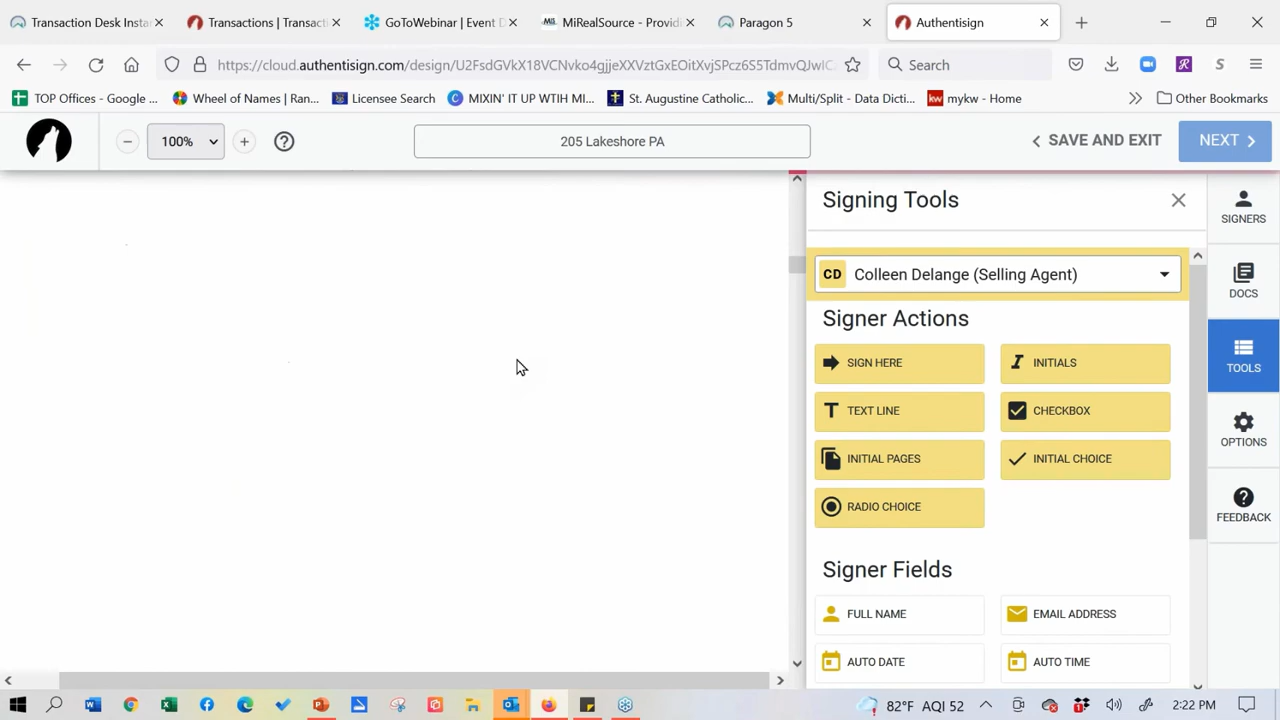 Transaction Desk Insta
Transactions | Transact
GoToWebinar | Event D
MiRealSource - Providi
Paragon 5
Authentisign
https://cloud.authentisign.com/design/U2FsdGVkX18VCNvko4gjjeXXVztGxEOitXvjSPcz6S5TdmvQJwIC
Search
TOP Offices - Google ...
Wheel of Names | Ran...
Licensee Search
MIXIN' IT UP WTIH MI...
St. Augustine Catholic...
Multi/Split - Data Dicti...
kw mykw - Home
Other Bookmarks
100%
205 Lakeshore PA
SAVE AND EXIT
NEXT
Signing Tools
SIGNERS
CD Colleen Delange (Selling Agent)
DOCS
Signer Actions
SIGN HERE
INITIALS
TOOLS
TEXT LINE
CHECKBOX
OPTIONS
INITIAL PAGES
INITIAL CHOICE
RADIO CHOICE
FEEDBACK
Signer Fields
FULL NAME
EMAIL ADDRESS
AUTO DATE
AUTO TIME
82°F AQI 52
2:22 PM